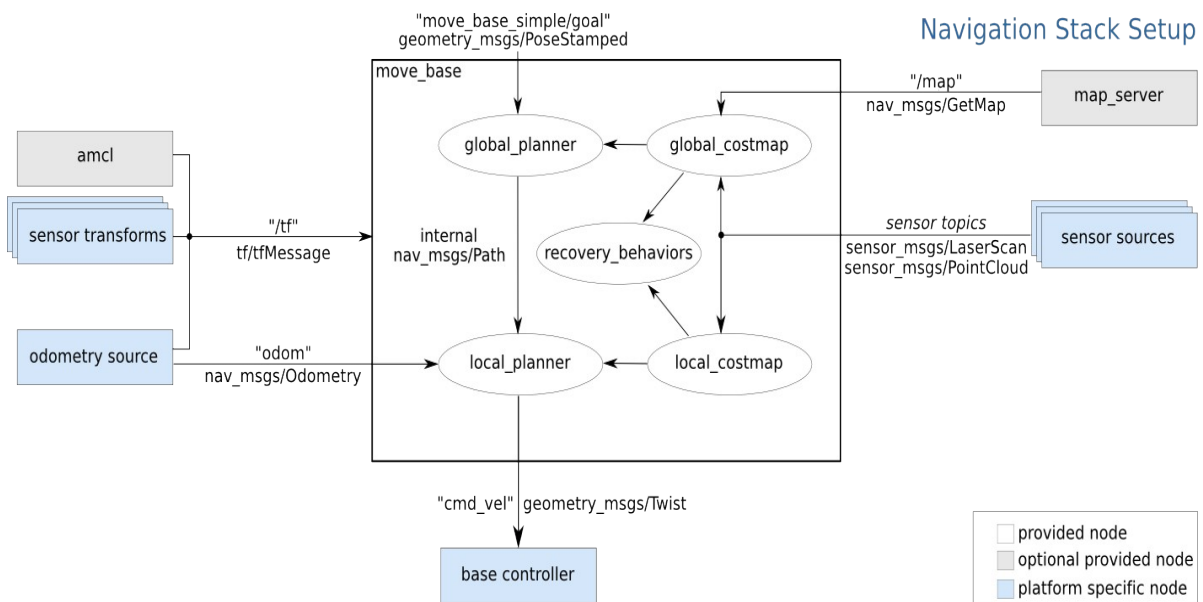 "move_base_simple/goal"
geometry_msgs/PoseStamped
Navigation Stack Setup
move_base
"/map"
nav_msgs/GetMap
map_server
global_planner
global_costmap
amcl
sensor transforms
"/tf"
tf/tfMessage
internal
nav_msgs/Path
recovery_behaviors
sensor topics
sensor_msgs/LaserScan
sensor_msgs/PointCloud
sensor sources
odometry source
"odom"
nav_msgs/Odometry
local_planner
local_costmap
"cmd_vel" geometry_msgs/Twist
base controller
provided node
optional provided node
platform specific node